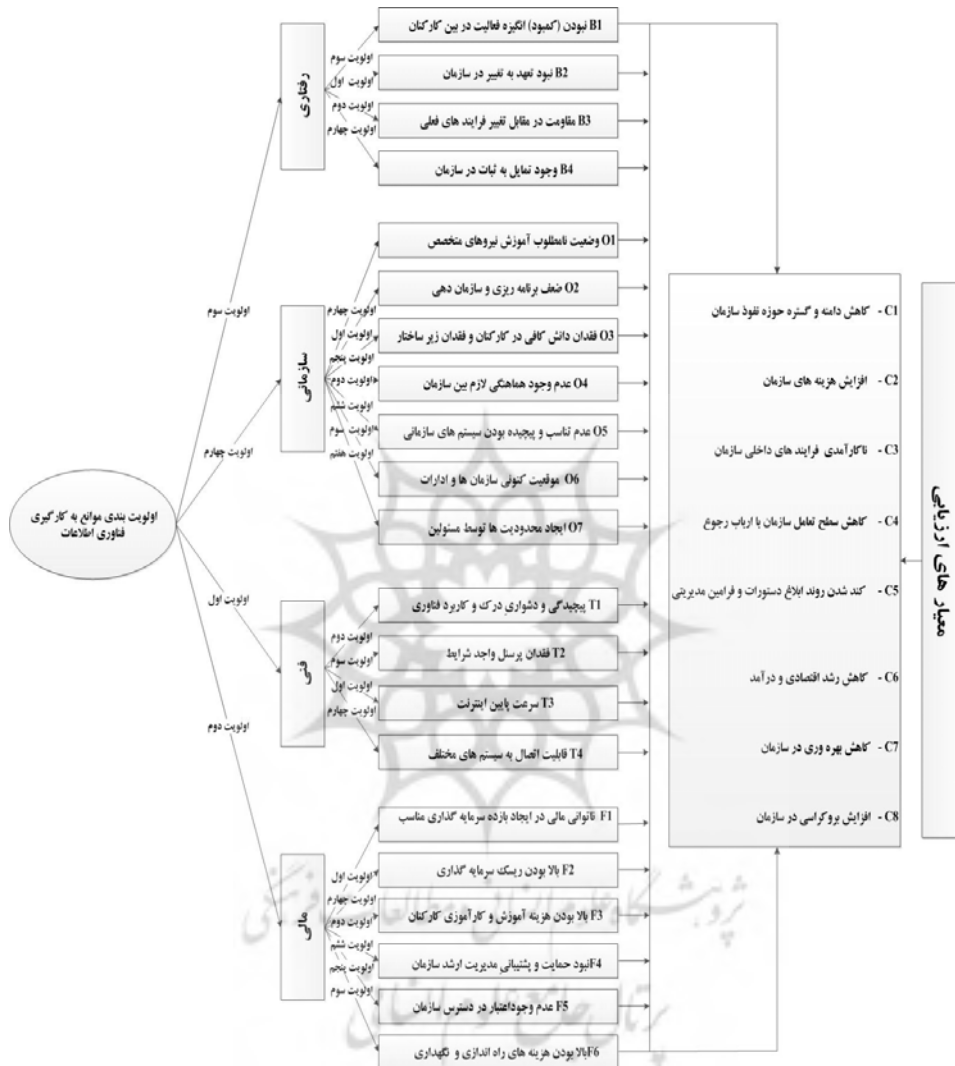 اولویت بندی موانع به کارگیری
فناوری اطلاعات
اولویت سوم
اولویت چهارم
اولویت اول
اولویت دوم
رفتاری
اولویت سوم
اولویت اول
اولویت دوم
اولویت چهارم
B1 نبودن (کمبود) انگیزه فعالیت در بین کارکنان
B2 نبود تعهد به تغییر در سازمان
B3 مقاومت در مقابل تغییر فرایند های فعلی
B4 وجود تمایل به ثبات در سازمان
سازمانی
اولویت چهارم
اولویت اول
اولویت پنجم
اولویت دوم
اولویت ششم
اولویت سوم
اولویت هفتم
O1 وضعیت نامطلوب آموزش نیروهای متخصص
O2 ضعف برنامه ریزی و سازمان دهی
O3 فقدان دانش کافی در کارکنان و فقدان زیر ساختار
O4 عدم وجود هماهنگی لازم بین سازمان
O5 عدم تناسب و پیچیده بودن سیستم های سازمانی
O6 موقعیت کنونی سازمان ها و ادارات
O7 ایجاد محدودیت ها توسط مسئولین
فنی
اولویت دوم
اولویت سوم
اولویت اول
اولویت چهارم
T1 پیچیدگی و دشواری درک و کاربرد فناوری
T2 فقدان پرسنل واجد شرایط
T3 سرعت پایین اینترنت
T4 قابلیت اتصال به سیستم های مختلف
مالی
اولویت اول
اولویت چهارم
اولویت دوم
اولویت ششم
اولویت پنجم
اولویت سوم
F1 ناتوانی مالی در ایجاد بازده سرمایه گذاری مناسب
F2 بالا بودن ریسک سرمایه گذاری
F3 بالا بودن هزینه آموزش و کارآموزی کارکنان
F4نبود حمایت و پشتیبانی مدیریت ارشد سازمان
F5 عدم وجوداعتبار در دسترس سازمان
F6بالا بودن هزینه های راه اندازی و نگهداری
معیار های ارزیابی
C1 - کاهش دامنه و گستره حوزه نفوذ سازمان
C2 - افزایش هزینه های سازمان
C3 - ناکارآمدی فرایند های داخلی سازمان
C4 - کاهش سطح تعامل سازمان با ارباب رجوع
C5 - کند شدن روند ابلاغ دستورات و فرامین مدیریتی
C6 - کاهش رشد اقتصادی و درآمد
C7 - کاهش بهره وری در سازمان
C8 - افزایش بروکراسی در سازمان
پژوهشگاه علوم انسانی و مطالعات فرهنگی
پرتال جامع علوم انسانی